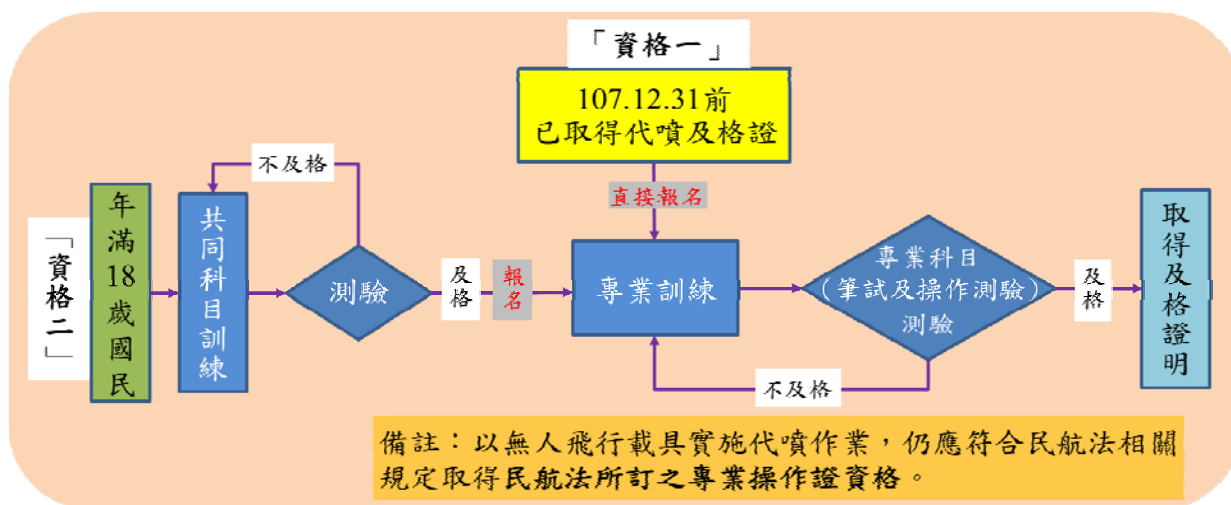 「資格一」
107.12.31前
已取得代噴及格證
直接報名
「資格二」
年滿18歲國民
共同科目訓練
不及格
測驗
及格
報名
專業訓練
專業科目
(筆試及操作測驗)
測驗
不及格
及格
取得及格證明
備註：以無人飛行載具實施代噴作業，仍應符合民航法相關
規定取得民航法所訂之專業操作證資格。